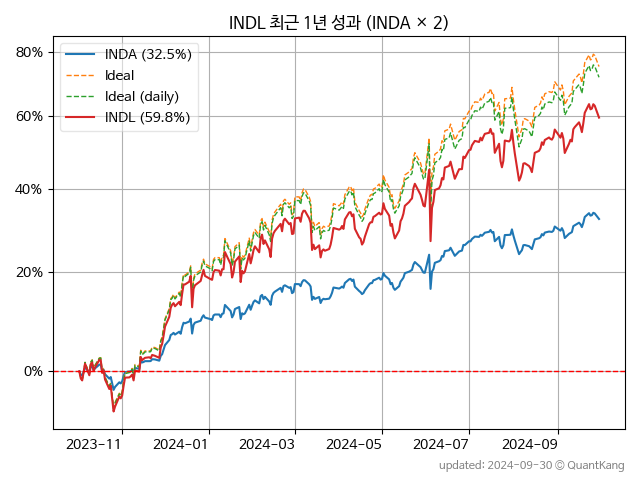 INDL 최근 1년 성과 (INDA × 2)
80%
60%
40%
20%
0%
INDA (32.5%)
Ideal
Ideal (daily)
INDL (59.8%)
2023-11
2024-01
2024-03
2024-05
2024-07
2024-09
updated: 2024-09-30 © QuantKang